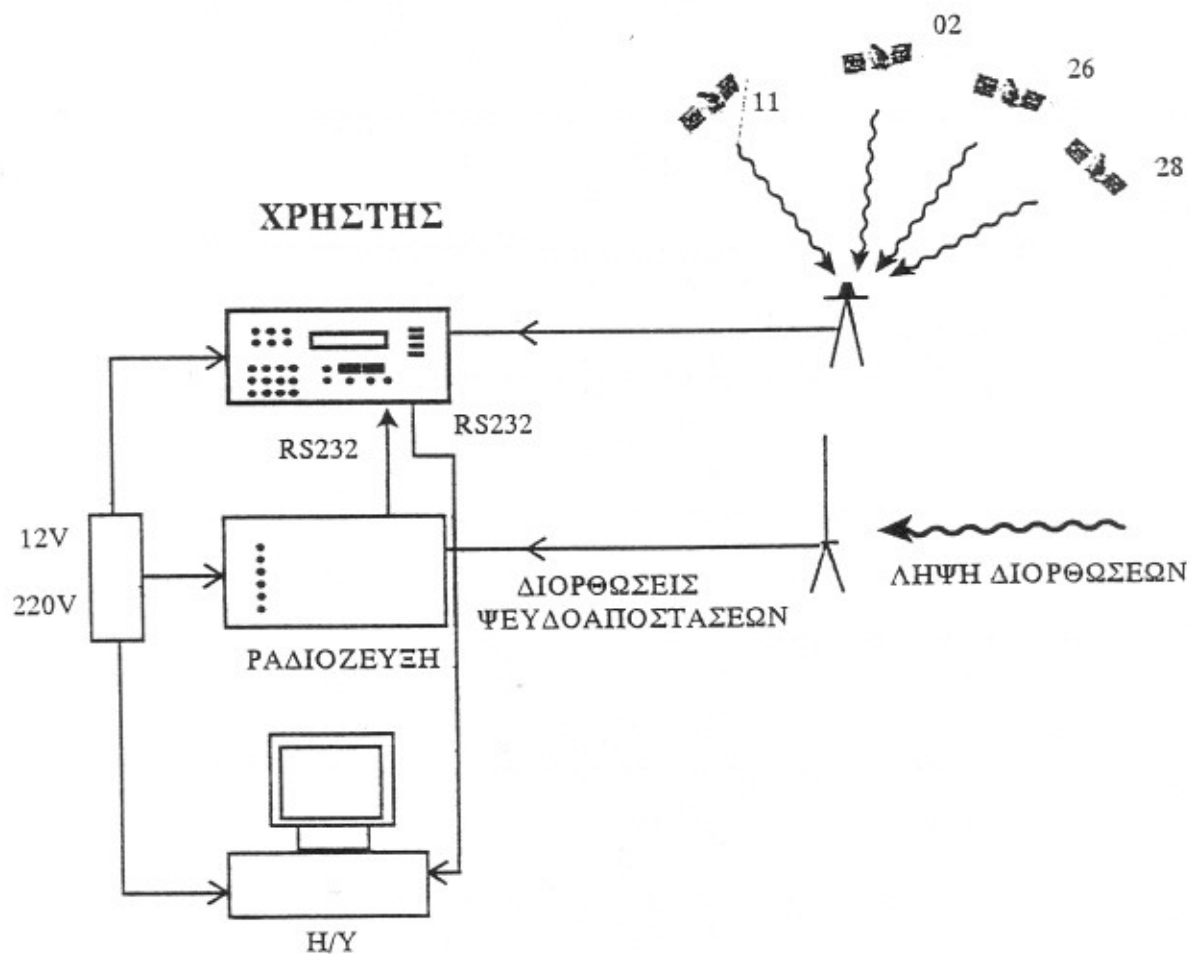 02
26
11
28
ΧΡΗΣΤΗΣ
RS232
RS232
12V
220V
ΔΙΟΡΘΩΣΕΙΣ
ΨΕΥΔΟΑΠΟΣΤΑΣΕΩΝ
ΛΗΨΗ ΔΙΟΡΘΩΣΕΩΝ
ΡΑΔΙΟΖΕΥΞΗ
Η/Υ